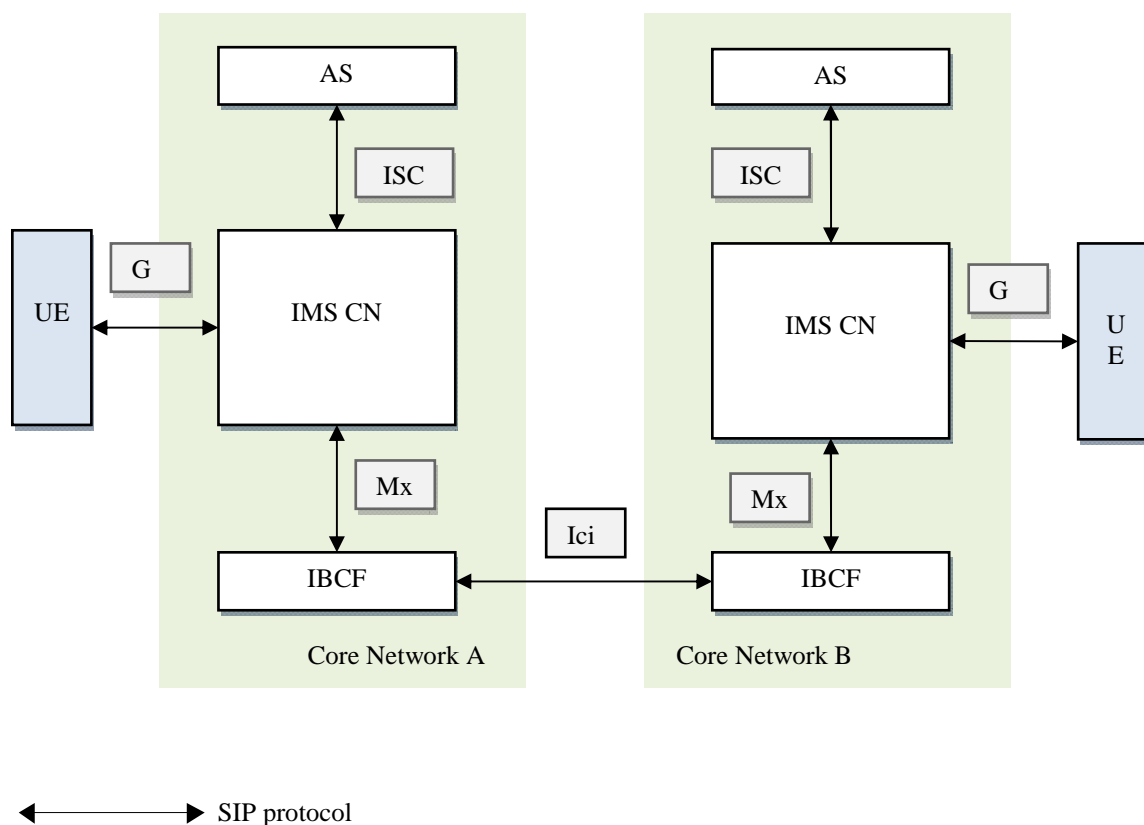 AS
AS
ISC
ISC
G
G
UE
IMS CN
IMS CN
U
E
Mx
Mx
Ici
IBCF
IBCF
Core Network A
Core Network B
SIP protocol